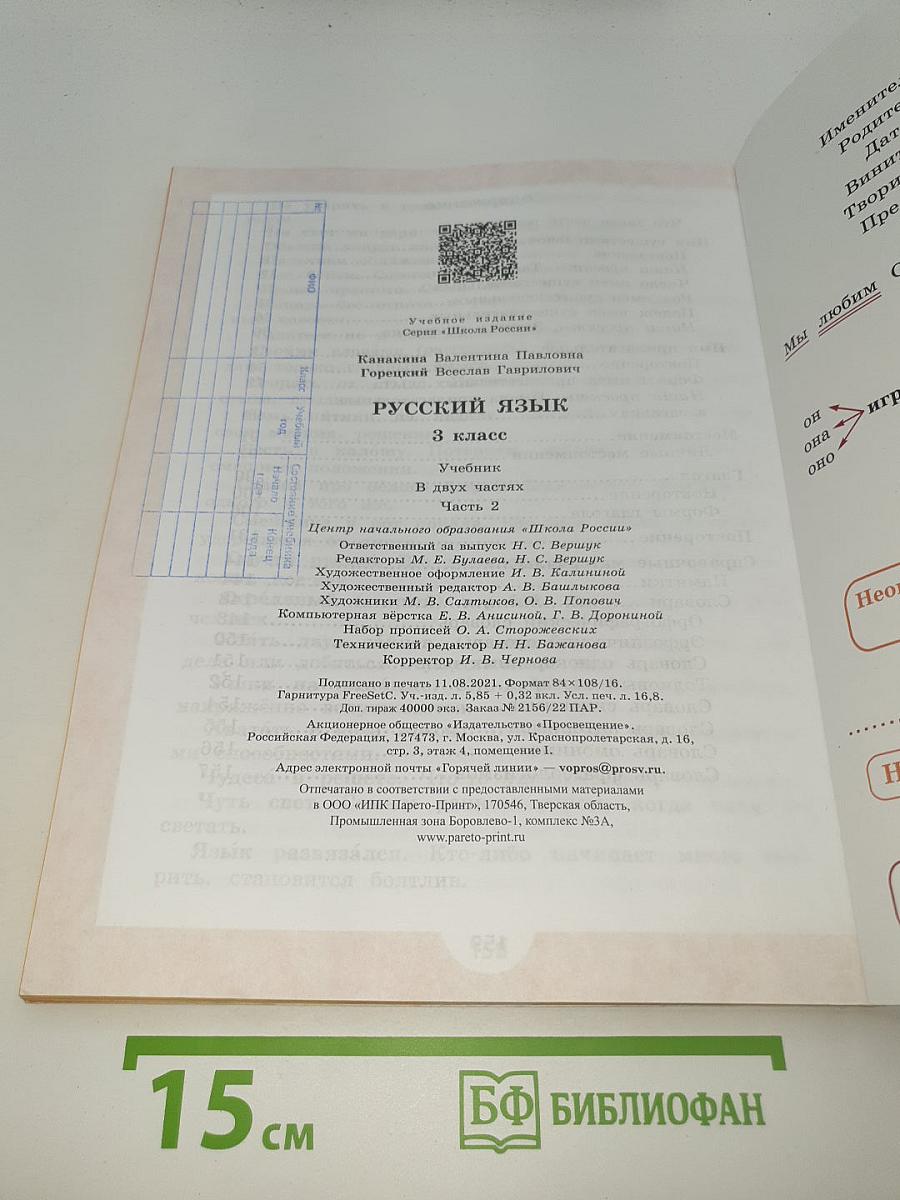 Учебное издание
Серия «Школа России»
Канакина Валентина Павловна
Горецкий Всеслав Гаврилович
РУССКИЙ ЯЗЫК
3 класс
Учебник
В двух частях
Часть 2
Центр начального образования «Школа России»
Ответственный за выпуск Н. С. Вершук
Редакторы М. Е. Булаева, Н. С. Вершук
Художественное оформление И. В. Калининой
Художественный редактор А. В. Башлыкова
Художники М. В. Салтыков, О. В. Попович
Компьютерная вёрстка Е. В. Анисиной, Г. В. Дорониной
Набор прописей О. А. Сторожевских
Технический редактор Н. Н. Бажанова
Корректор И. В. Чернова
Подписано в печать 11.08.2021. Формат 84×108/16.
Гарнитура FreeSetC. Уч.-изд. л. 5,85 + 0,32 вкл. Усл. печ. л. 16,8.
Доп. тираж 40000 экз. Заказ № 2156/22 ПАР.
Акционерное общество «Издательство «Просвещение».
Российская Федерация, 127473, г. Москва, ул. Краснопролетарская, д. 16,
стр. 3, этаж 4, помещение I.
Адрес электронной почты «Горячей линии» — vopros@prosv.ru.
Отпечатано в соответствии с предоставленными материалами
в ООО «ИПК Парето-Принт», 170546, Тверская область,
Промышленная зона Боровлево-1, комплекс №3А,
www.pareto-print.ru
№
ФИО
Класс
Учебный
год
Состояние учебника
Начало
года
Конец
года
Мы любим
он
она
оно
15 см
БФ БИБЛИОФАН